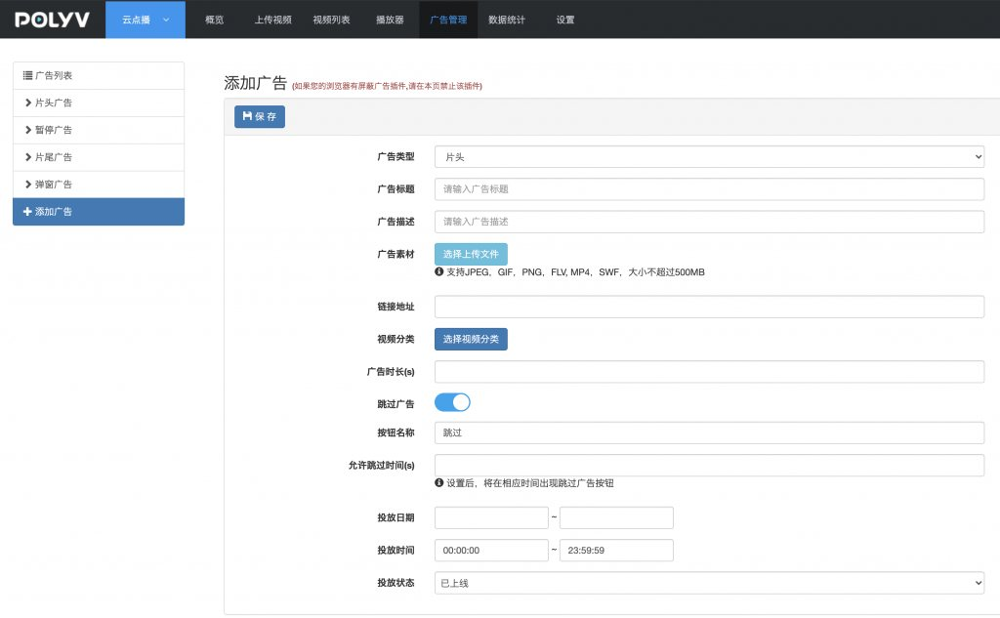 POLYV 云点播 概览 上传视频 视频列表 播放器 广告管理 数据统计 设置
广告列表
片头广告
暂停广告
片尾广告
弹窗广告
添加广告
添加广告 (如果您的浏览器有屏蔽广告插件,请在本页禁止该插件)
保存
广告类型 片头
广告标题 请输入广告标题
广告描述 请输入广告描述
广告素材 选择上传文件
支持JPEG，GIF，PNG，FLV, MP4，SWF，大小不超过500MB
链接地址
视频分类 选择视频分类
广告时长(s)
跳过广告
按钮名称 跳过
允许跳过时间(s)
设置后，将在相应时间出现跳过广告按钮
投放日期 ~
投放时间 00:00:00 ~ 23:59:59
投放状态 已上线